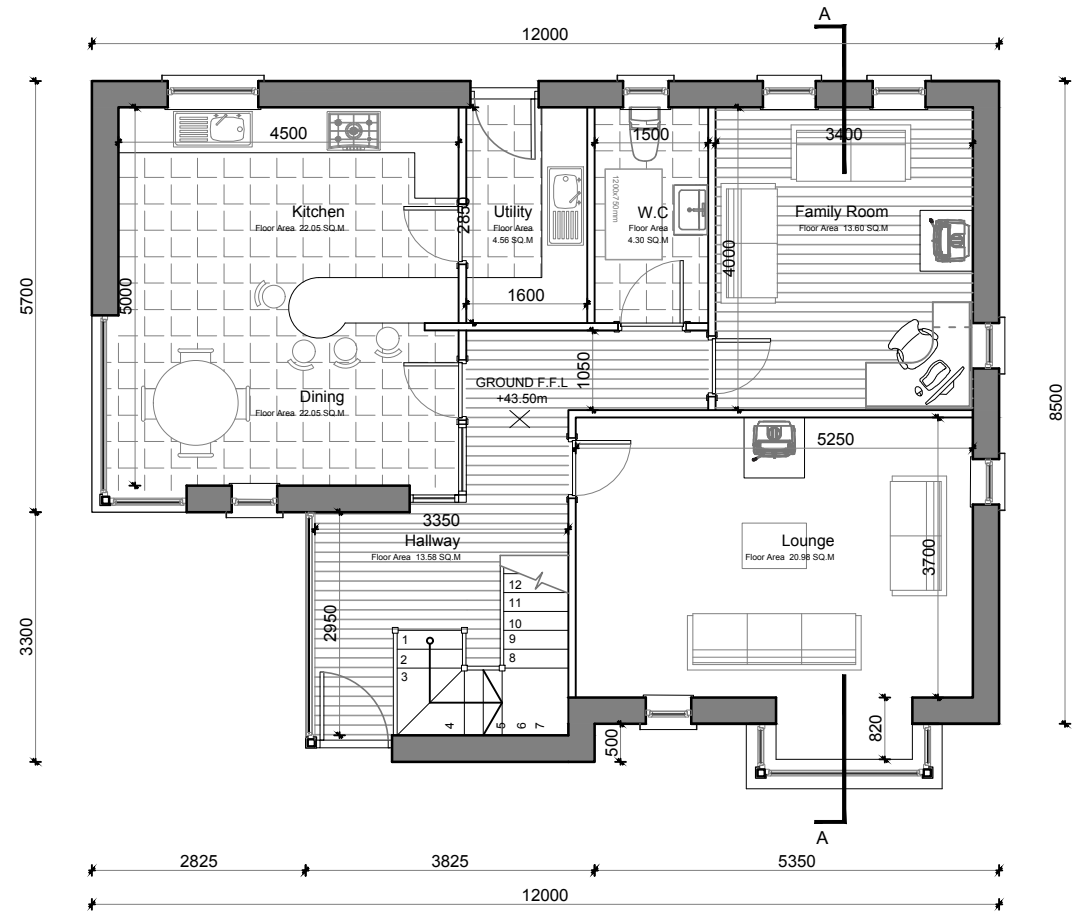 A
12000
4500
1500
3400
Kitchen
Floor Area 22.05 SQ.M
2850
Utility
Floor Area
4.56 SQ.M
1200x750mm
W.C
Floor Area
4.30 SQ.M
Family Room
Floor Area 13.60 SQ.M
4000
5700
5000
1600
8500
1050
GROUND F.F.L
+43.50m
Dining
Floor Area 22.05 SQ.M
5250
3350
Hallway
Floor Area 13.58 SQ.M
Lounge
Floor Area 20.98 SQ.M
3700
12
11
10
9
8
1
2
3
4
5
6
7
2950
3300
500
820
A
2825
3825
5350
12000